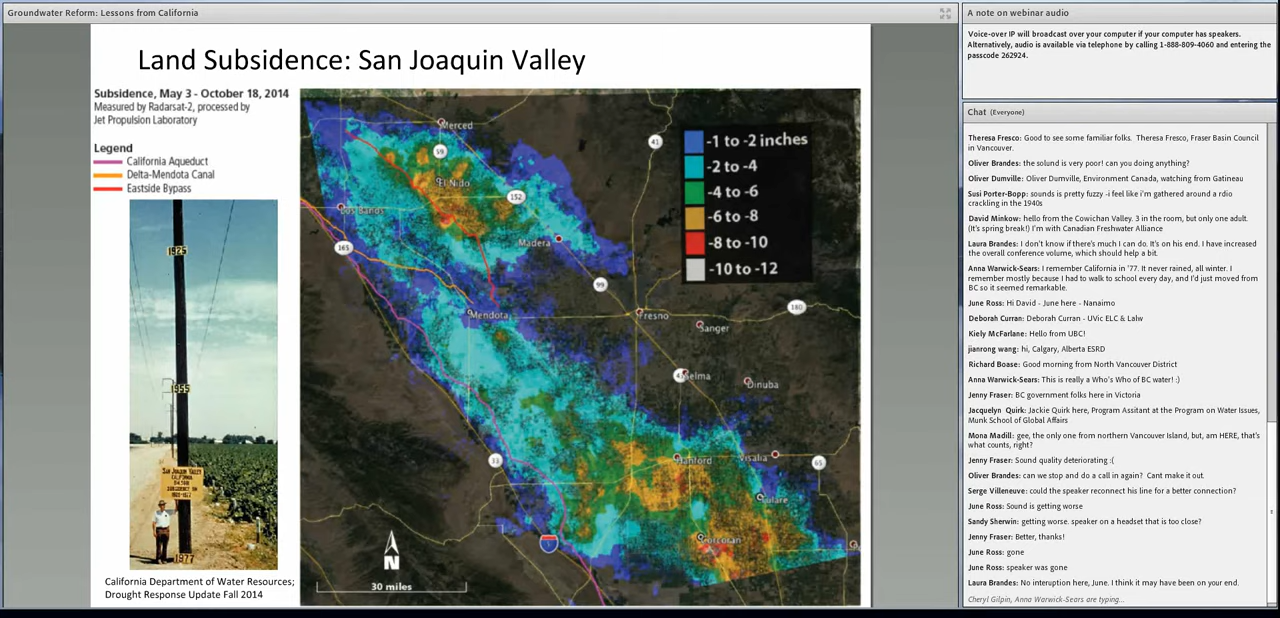 Groundwater Reform: Lessons from California
Land Subsidence: San Joaquin Valley
Subsidence, May 3 - October 18, 2014
Measured by Radarsat-2, processed by
Jet Propulsion Laboratory
Legend
California Aqueduct
Delta-Mendota Canal
Eastside Bypass
1925
1955
SAN JOAQUIN VALLEY
CALIFORNIA
1977
California Department of Water Resources;
Drought Response Update Fall 2014
Merced
59
41
El Nido
152
Los Banos
165
Madera
99
180
Mendota
Fresno
Sanger
Selma
Dinuba
33
Hanford
Visalia
65
Tulare
Corcoran
5
N
30 miles
-1 to -2 inches
-2 to -4
-4 to -6
-6 to -8
-8 to -10
-10 to -12
A note on webinar audio
Voice-over IP will broadcast over your computer if your computer has speakers.
Alternatively, audio is available via telephone by calling 1-888-809-4060 and entering the
passcode 262924.
Chat (Everyone)
Theresa Fresco: Good to see some familiar folks. Theresa Fresco, Fraser Basin Council
in Vancouver.
Oliver Brandes: the solund is very poor! can you doing anything?
Oliver Dumville: Oliver Dumville, Environment Canada, watching from Gatineau
Susi Porter-Bopp: sounds is pretty fuzzy -i feel like i'm gathered around a rdio
crackling in the 1940s
David Minkow: hello from the Cowichan Valley. 3 in the room, but only one adult.
(It's spring break!) I'm with Canadian Freshwater Alliance
Laura Brandes: I don't know if there's much I can do. It's on his end. I have increased
the overall conference volume, which should help a bit.
Anna Warwick-Sears: I remember California in '77. It never rained, all winter. I
remember mostly because I had to walk to school every day, and I'd just moved from
BC so it seemed remarkable.
June Ross: Hi David - June here - Nanaimo
Deborah Curran: Deborah Curran - UVic ELC & Lalw
Kiely McFarlane: Hello from UBC!
jianrong wang: hi, Calgary, Alberta ESRD
Richard Boase: Good morning from North Vancouver District
Anna Warwick-Sears: This is really a Who's Who of BC water! :)
Jenny Fraser: BC government folks here in Victoria
Jacquelyn Quirk: Jackie Quirk here, Program Assitant at the Program on Water Issues,
Munk School of Global Affairs
Mona Madill: gee, the only one from northern Vancouver Island, but, am HERE, that's
what counts, right?
Jenny Fraser: Sound quality deteriorating :(
Oliver Brandes: can we stop and do a call in again? Cant make it out.
Serge Villeneuve: could the speaker reconnect his line for a better connection?
June Ross: Sound is getting worse
Sandy Sherwin: getting worse. speaker on a headset that is too close?
Jenny Fraser: Better, thanks!
June Ross: gone
June Ross: speaker was gone
Laura Brandes: No interuption here, June. I think it may have been on your end.
Cheryl Gilpin, Anna Warwick-Sears are typing...